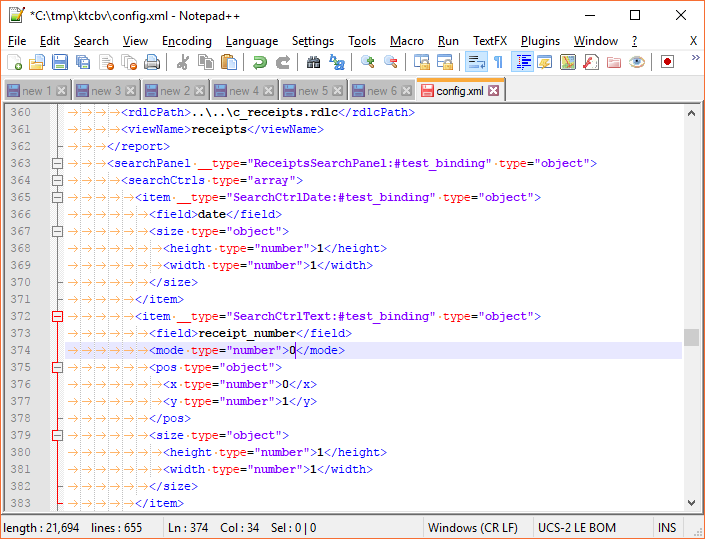 *C:\tmp\ktcbv\config.xml - Notepad++
File Edit Search View Encoding Language Settings Tools Macro Run TextFX Plugins Window ? X
new 1 new 3 new 2 new 4 new 5 new 6 config.xml
360 <rdlcPath>..\..\c_receipts.rdlc</rdlcPath>
361 <viewName>receipts</viewName>
362 </report>
363 <searchPanel __type="ReceiptsSearchPanel:#test_binding" type="object">
364 <searchCtrls type="array">
365 <item __type="SearchCtrlDate:#test_binding" type="object">
366 <field>date</field>
367 <size type="object">
368 <height type="number">1</height>
369 <width type="number">1</width>
370 </size>
371 </item>
372 <item __type="SearchCtrlText:#test_binding" type="object">
373 <field>receipt_number</field>
374 <mode type="number">0</mode>
375 <pos type="object">
376 <x type="number">0</x>
377 <y type="number">1</y>
378 </pos>
379 <size type="object">
380 <height type="number">1</height>
381 <width type="number">1</width>
382 </size>
383 </item>
length : 21,694 lines : 655 Ln : 374 Col : 34 Sel : 0 | 0 Windows (CR LF) UCS-2 LE BOM INS